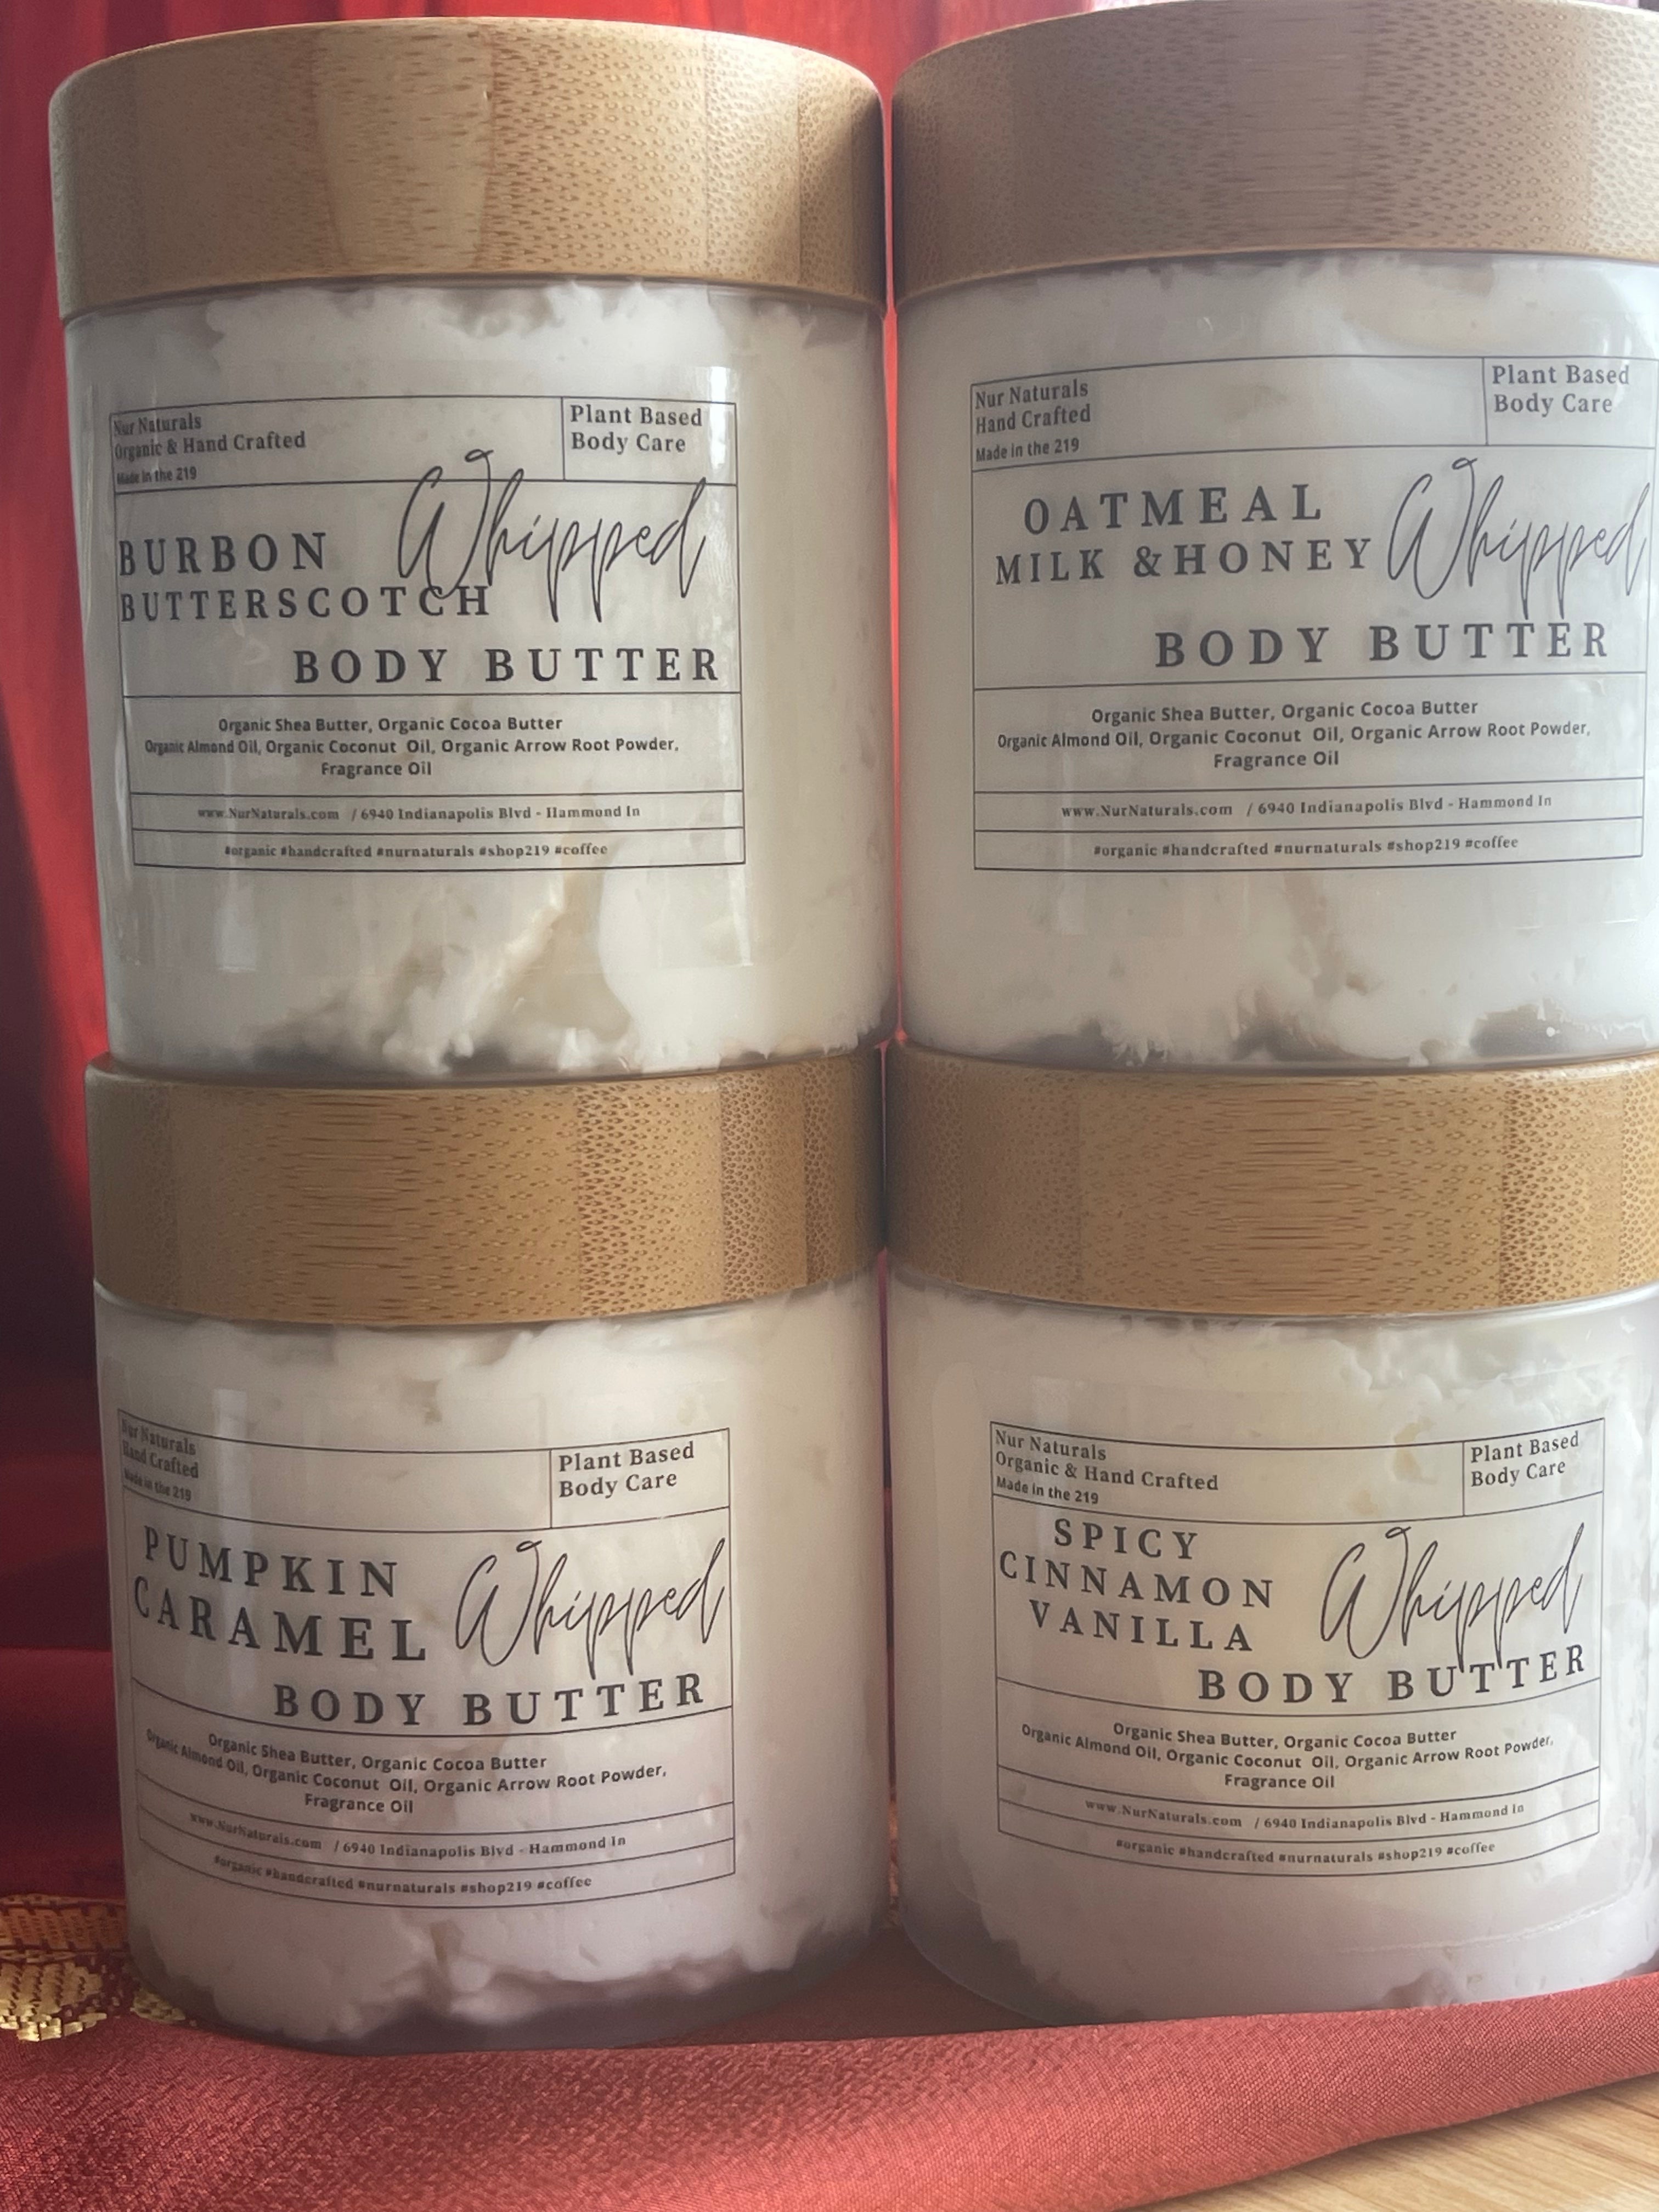 Nur Naturals
Organic & Hand Crafted
Made in the 219
Plant Based
Body Care
BURBON
BUTTERSCOTCH
Whipped
BODY BUTTER
Organic Shea Butter, Organic Cocoa Butter
Organic Almond Oil, Organic Coconut Oil, Organic Arrow Root Powder,
Fragrance Oil
www.NurNaturals.com / 6940 Indianapolis Blvd - Hammond In
#organic #handcrafted #nurnaturals #shop219 #coffee
Nur Naturals
Hand Crafted
Made in the 219
Plant Based
Body Care
OATMEAL
MILK &HONEY
Whipped
BODY BUTTER
Organic Shea Butter, Organic Cocoa Butter
Organic Almond Oil, Organic Coconut Oil, Organic Arrow Root Powder,
Fragrance Oil
www.NurNaturals.com / 6940 Indianapolis Blvd - Hammond In
#organic #handcrafted #nurnaturals #shop219 #coffee
Nur Naturals
Hand Crafted
Made in the 219
Plant Based
Body Care
PUMPKIN
CARAMEL
Whipped
BODY BUTTER
Organic Shea Butter, Organic Cocoa Butter
Organic Almond Oil, Organic Coconut Oil, Organic Arrow Root Powder,
Fragrance Oil
www.NurNaturals.com / 6940 Indianapolis Blvd - Hammond In
#organic #handcrafted #nurnaturals #shop219 #coffee
Nur Naturals
Organic & Hand Crafted
Made in the 219
Plant Based
Body Care
SPICY
CINNAMON
VANILLA
Whipped
BODY BUTTER
Organic Shea Butter, Organic Cocoa Butter
Organic Almond Oil, Organic Coconut Oil, Organic Arrow Root Powder,
Fragrance Oil
www.NurNaturals.com / 6940 Indianapolis Blvd - Hammond In
#organic #handcrafted #nurnaturals #shop219 #coffee